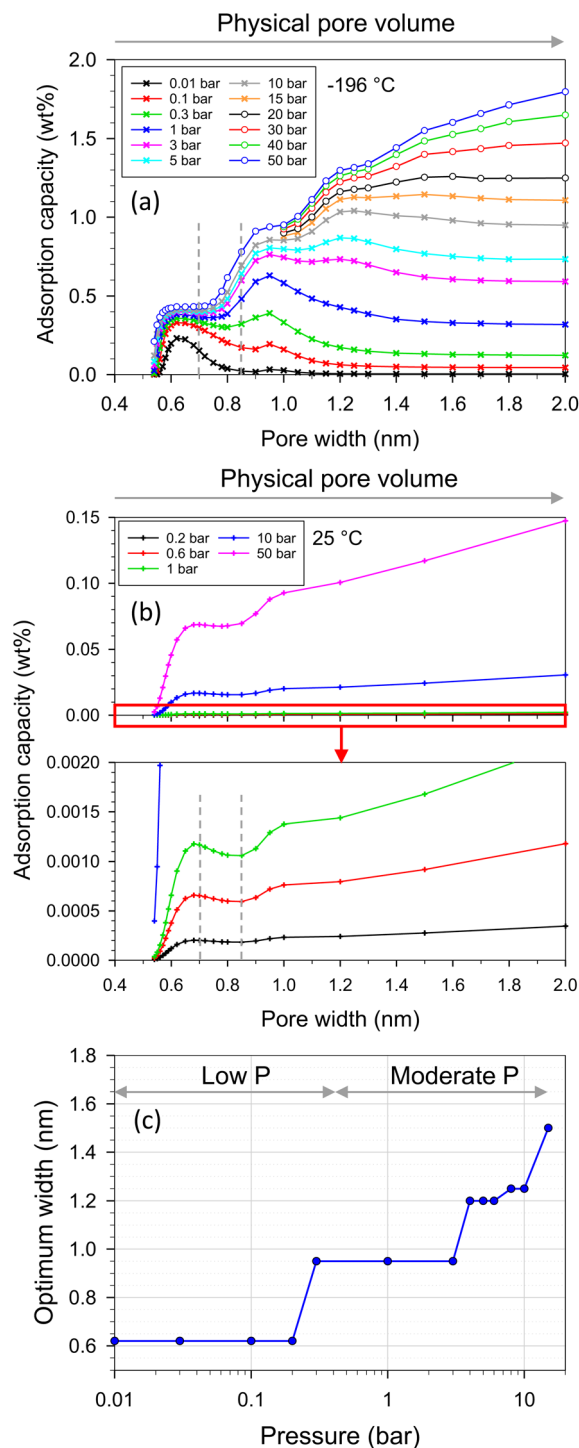 Physical pore volume
2.0
1.5
1.0
0.5
0.0
Adsorption capacity (wt%)
0.01 bar
0.1 bar
0.3 bar
1 bar
3 bar
5 bar
10 bar
15 bar
20 bar
30 bar
40 bar
50 bar
-196 °C
(a)
0.4 0.6 0.8 1.0 1.2 1.4 1.6 1.8 2.0
Pore width (nm)
Physical pore volume
0.15
0.10
0.05
0.00
0.2 bar
0.6 bar
1 bar
10 bar
50 bar
25 °C
(b)
Adsorption capacity (wt%)
0.0020
0.0015
0.0010
0.0005
0.0000
0.4 0.6 0.8 1.0 1.2 1.4 1.6 1.8 2.0
Pore width (nm)
1.8
1.6
1.4
1.2
1.0
0.8
0.6
Optimum width (nm)
Low P
Moderate P
(c)
0.01 0.1 1 10
Pressure (bar)